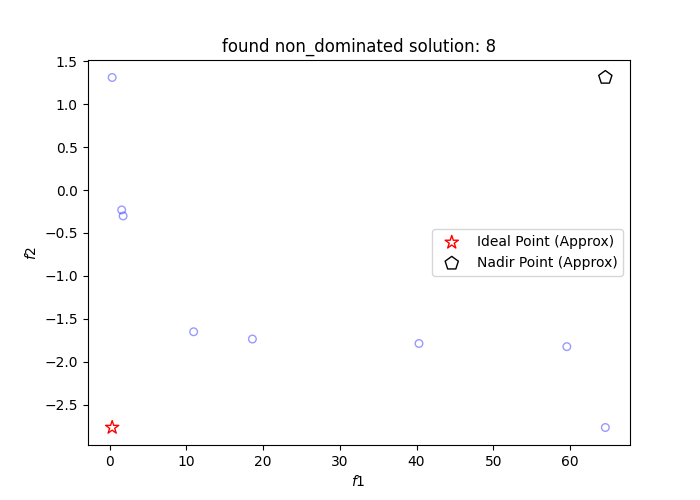 found non_dominated solution: 8
1.5
1.0
0.5
0.0
−0.5
−1.0
−1.5
−2.0
−2.5
f2
Ideal Point (Approx)
Nadir Point (Approx)
0 10 20 30 40 50 60
f1